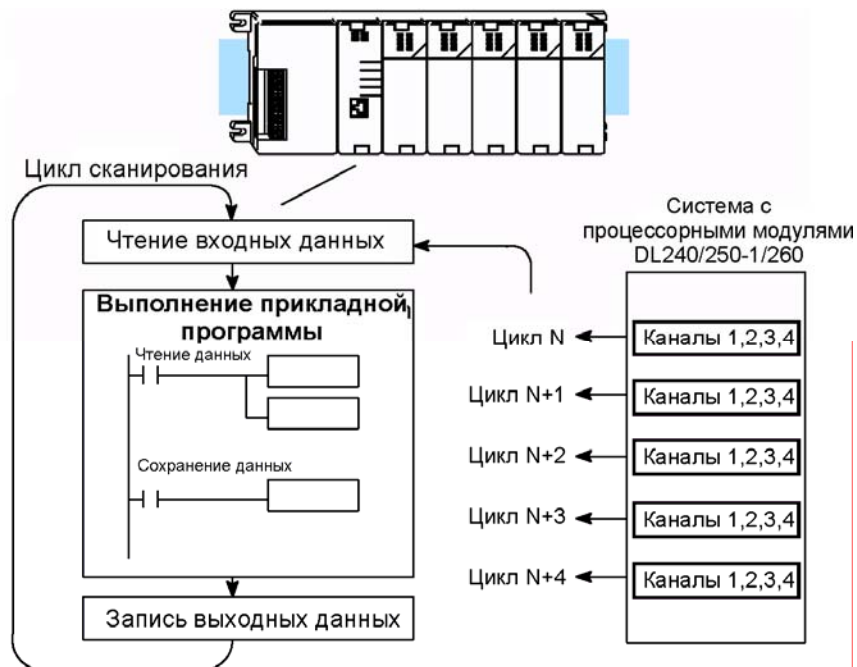 Цикл сканирования
Чтение входных данных
Выполнение прикладной
программы
Чтение данных
Сохранение данных
Запись выходных данных
Система с
процессорными модулями
DL240/250-1/260
Цикл N
Каналы 1,2,3,4
Цикл N+1
Каналы 1,2,3,4
Цикл N+2
Каналы 1,2,3,4
Цикл N+3
Каналы 1,2,3,4
Цикл N+4
Каналы 1,2,3,4